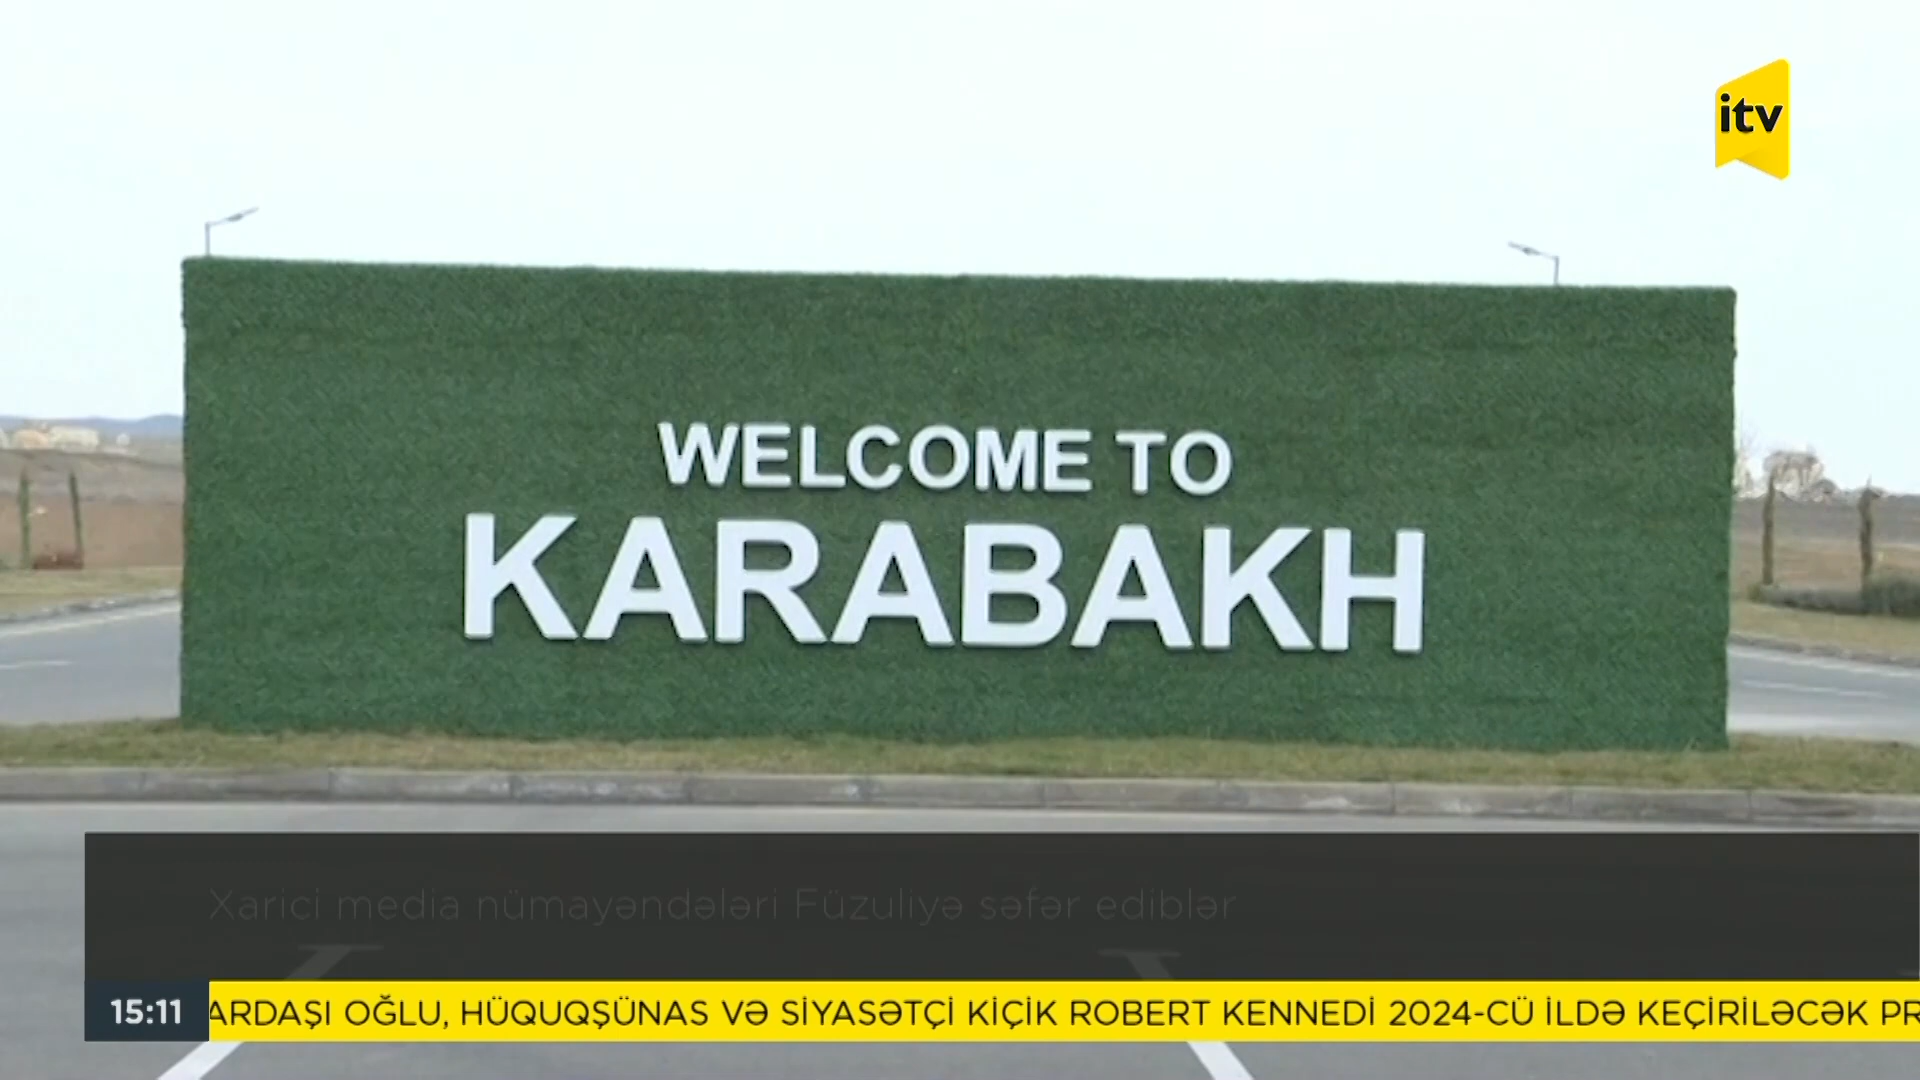 itv
WELCOME TO
KARABAKH
Xarici media nümayəndələri Füzuliyə səfər ediblər
15:11
ARDAŞI OĞLU, HÜQUQŞÜNAS VƏ SİYASƏTÇİ KİÇİK ROBERT KENNEDİ 2024-CÜ İLDƏ KEÇİRİLƏCƏK PR